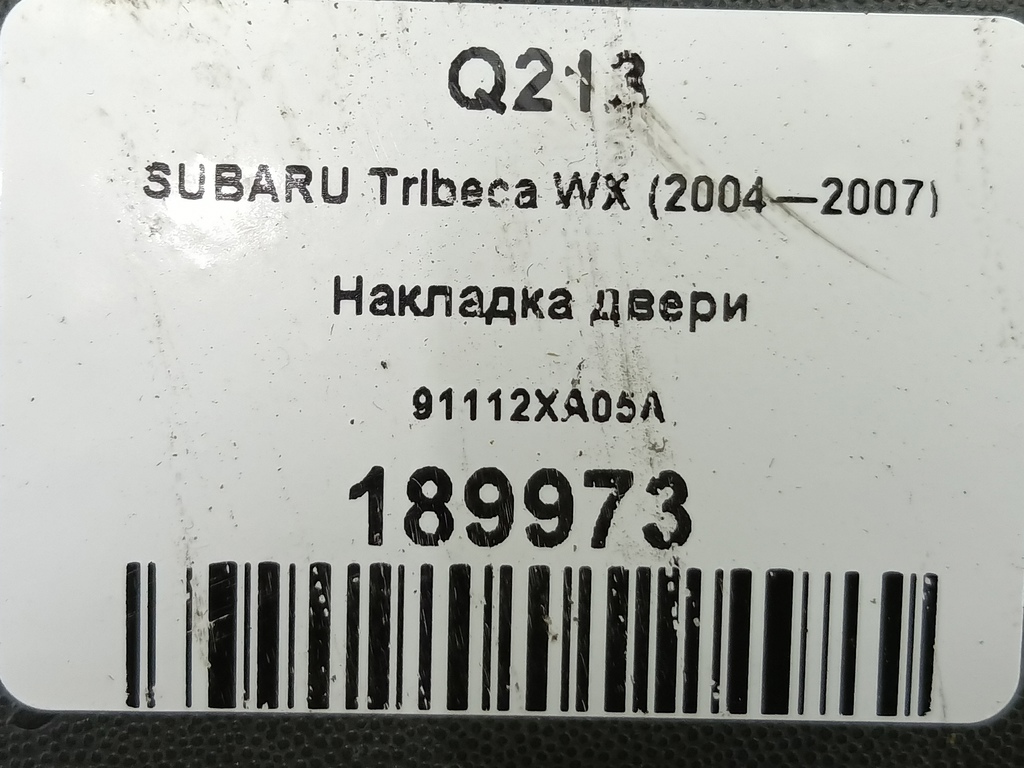 Q213
SUBARU Tribeca WX (2004—2007)
Накладка двери
91112XA05A
189973